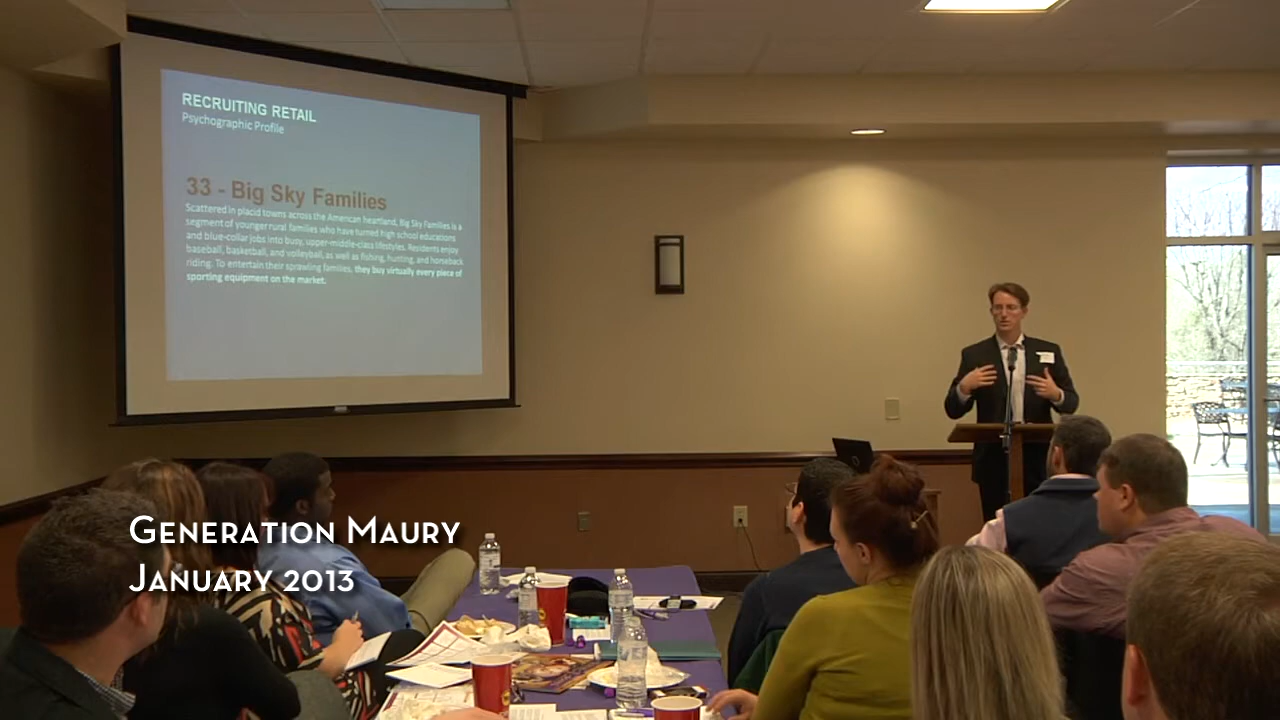 RECRUITING RETAIL
Psychographic Profile
33 - Big Sky Families
Scattered in placid towns across the American heartland, Big Sky Families is a
segment of younger rural families who have turned high school educations
and blue-collar jobs into busy, upper-middle-class lifestyles. Residents enjoy
baseball, basketball, and volleyball, as well as fishing, hunting, and horseback
riding. To entertain their sprawling families, they buy virtually every piece of
sporting equipment on the market.
Generation Maury
January 2013